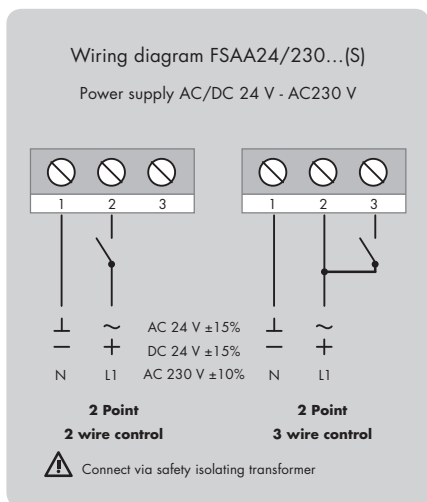 Wiring diagram FSAA24/230...(S)
Power supply AC/DC 24 V - AC230 V
1 2 3 1 2 3
⊥ ~ AC 24 V ±15% ⊥ ~
− + DC 24 V ±15% − +
N L1 AC 230 V ±10% N L1
2 Point 2 Point
2 wire control 3 wire control
Connect via safety isolating transformer